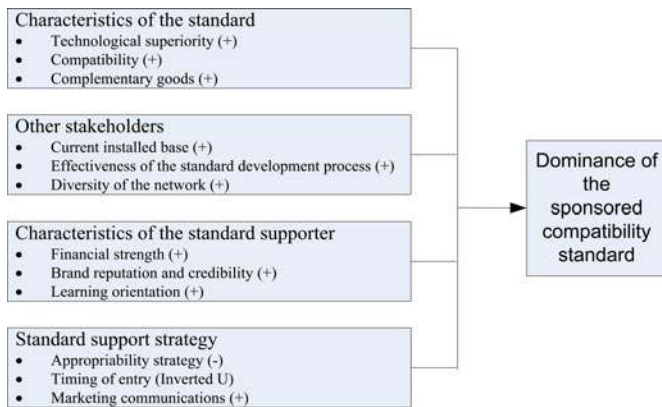 Characteristics of the standard
• Technological superiority (+)
• Compatibility (+)
• Complementary goods (+)
Other stakeholders
• Current installed base (+)
• Effectiveness of the standard development process (+)
• Diversity of the network (+)
Characteristics of the standard supporter
• Financial strength (+)
• Brand reputation and credibility (+)
• Learning orientation (+)
Standard support strategy
• Appropriability strategy (-)
• Timing of entry (Inverted U)
• Marketing communications (+)
Dominance of
the
sponsored
compatibility
standard